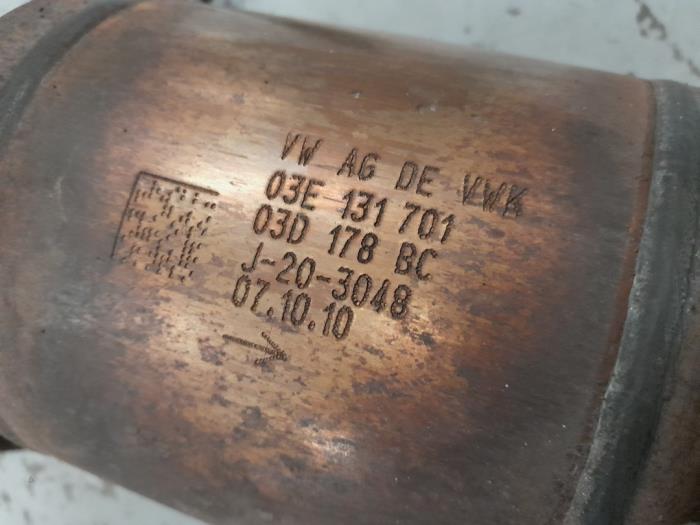 VW AG DE VWK
03E 131 701
03D 178 BC
J-20-3048
07.10.10